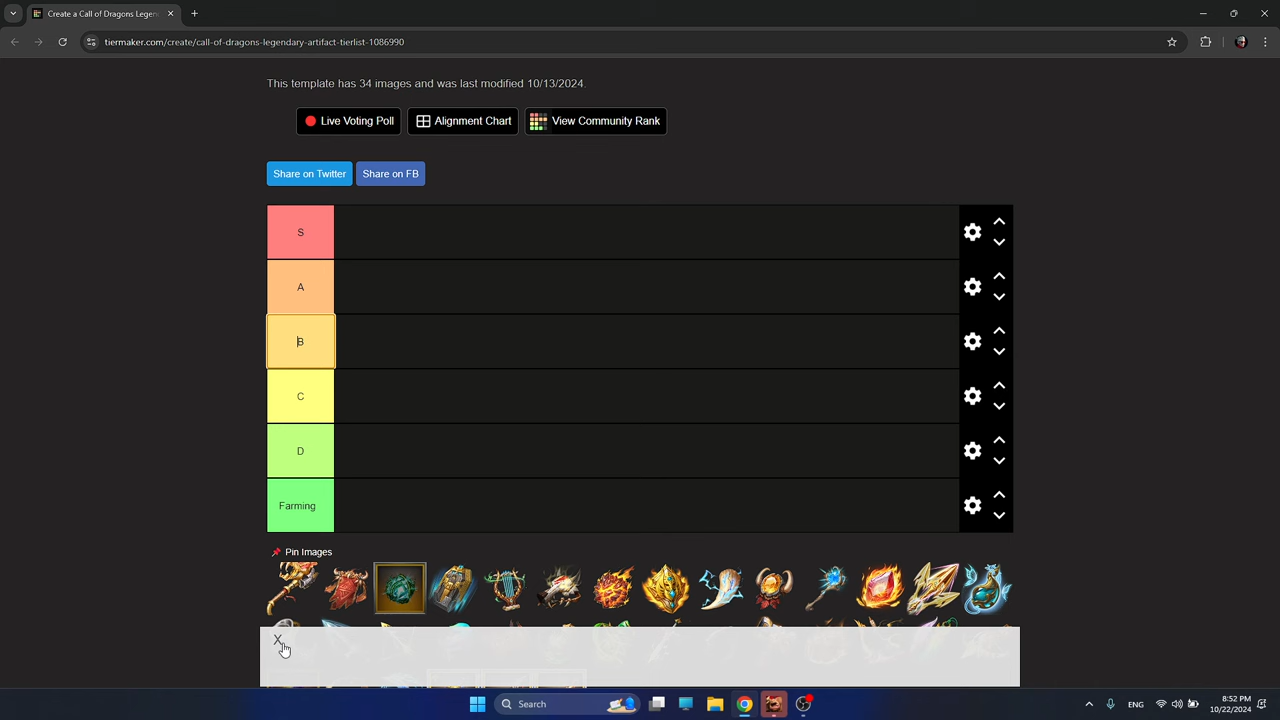 Create a Call of Dragons Legen
tiermaker.com/create/call-of-dragons-legendary-artifact-tierlist-1086990
This template has 34 images and was last modified 10/13/2024.
Live Voting Poll
Alignment Chart
View Community Rank
Share on Twitter
Share on FB
S
A
B
C
D
Farming
Pin Images
X
Search
ENG
8:52 PM
10/22/2024